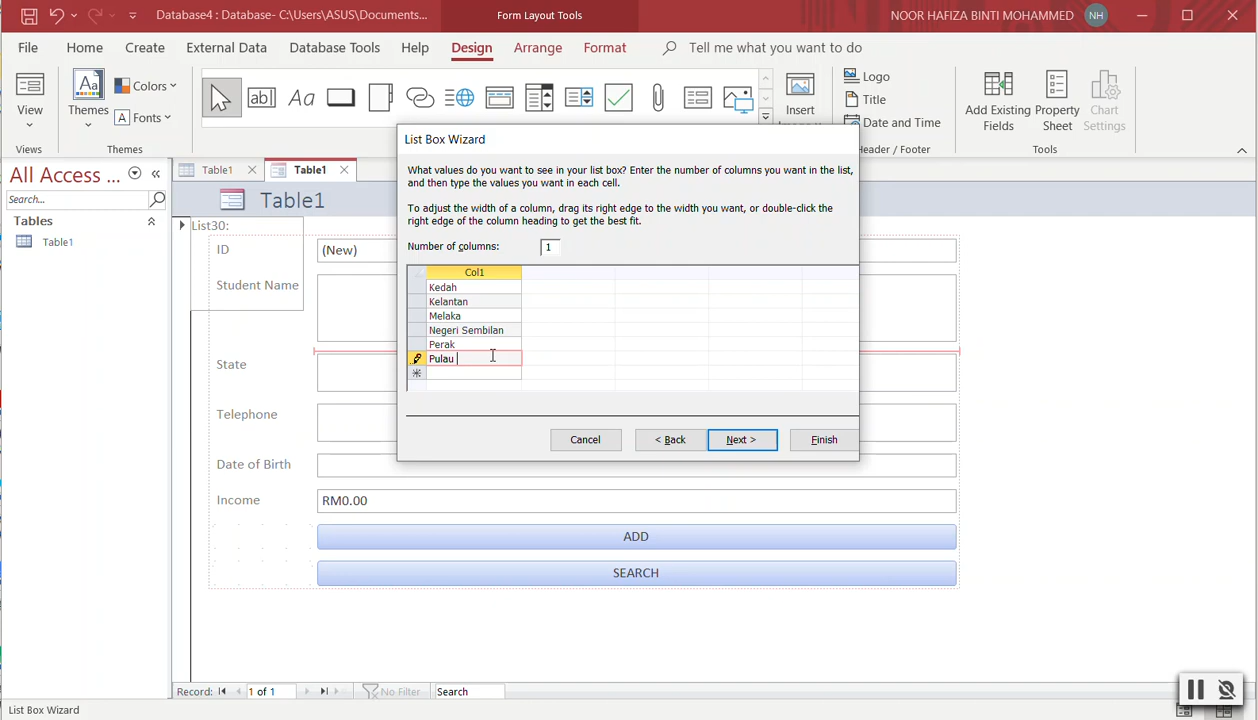 Database4 : Database- C:\Users\ASUS\Documents...
Form Layout Tools
NOOR HAFIZA BINTI MOHAMMED
NH
File Home Create External Data Database Tools Help Design Arrange Format Tell me what you want to do
View
Views
Aa
Themes
Colors
Fonts
Themes
ab
Aa
Insert
Logo
Title
Date and Time
Header / Footer
Add Existing Fields
Property Sheet
Chart Settings
Tools
All Access ...
Search...
Tables
Table1
Table1
Table1
Table1
List30:
ID
(New)
Student Name
State
Telephone
Date of Birth
Income
RM0.00
ADD
SEARCH
List Box Wizard
What values do you want to see in your list box? Enter the number of columns you want in the list,
and then type the values you want in each cell.
To adjust the width of a column, drag its right edge to the width you want, or double-click the
right edge of the column heading to get the best fit.
Number of columns: 1
Col1
Kedah
Kelantan
Melaka
Negeri Sembilan
Perak
Pulau
Cancel
< Back
Next >
Finish
Record: 1 of 1 No Filter Search
List Box Wizard